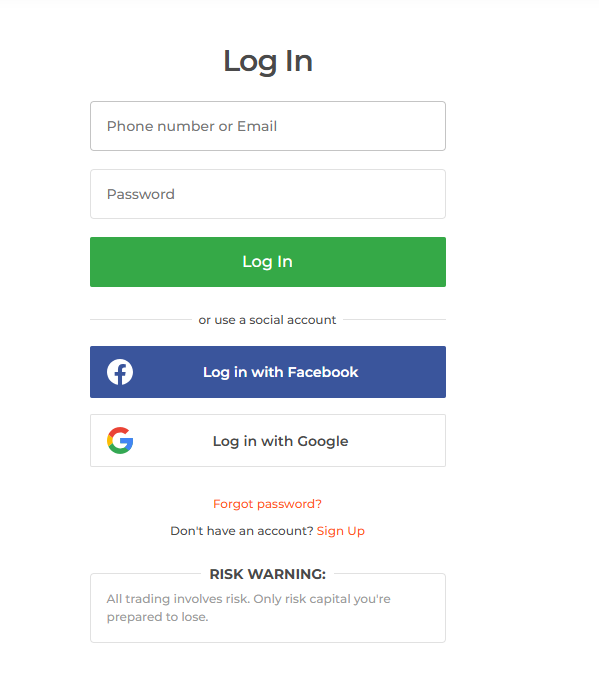 Log In
Phone number or Email
Password
Log In
or use a social account
Log in with Facebook
Log in with Google
Forgot password?
Don't have an account? Sign Up
RISK WARNING:
All trading involves risk. Only risk capital you're
prepared to lose.